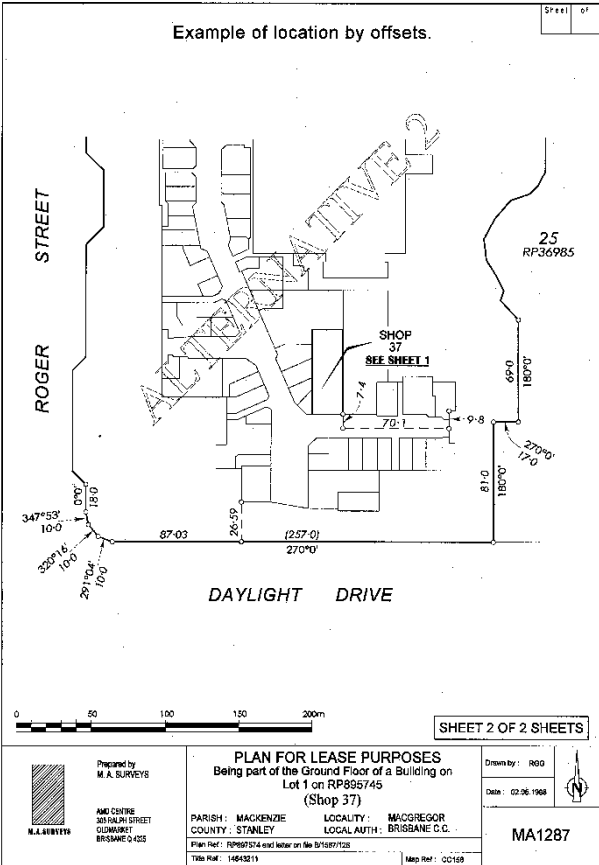 Sheet of
Example of location by offsets.
ALTERNATIVE 2
ROGER STREET
25
RP36985
SHOP
37
SEE SHEET 1
7·4
70·1
9·8
69·0
180°0'
270°0'
17·0
81·0
180°0'
0°0'
18·0
347°53'
10·0
320°16'
10·0
291°04'
10·0
87·03
26·59
(257·0)
270°0'
DAYLIGHT DRIVE
0 50 100 150 200m
SHEET 2 OF 2 SHEETS
M.A.SURVEYS
Prepared by
M. A. SURVEYS
AMD CENTRE
305 RALPH STREET
OLDMARKET
BRISBANE Q 4325
PLAN FOR LEASE PURPOSES
Being part of the Ground Floor of a Building on
Lot 1 on RP895745
(Shop 37)
PARISH : MACKENZIE LOCALITY : MACGREGOR
COUNTY : STANLEY LOCAL AUTH : BRISBANE C.C.
Plan Ref : RP897574 and letter on file B/1587/126
Title Ref : 14643211 Map Ref : CC158
Drawn by : RGG
Date : 02.06.1988
N
MA1287